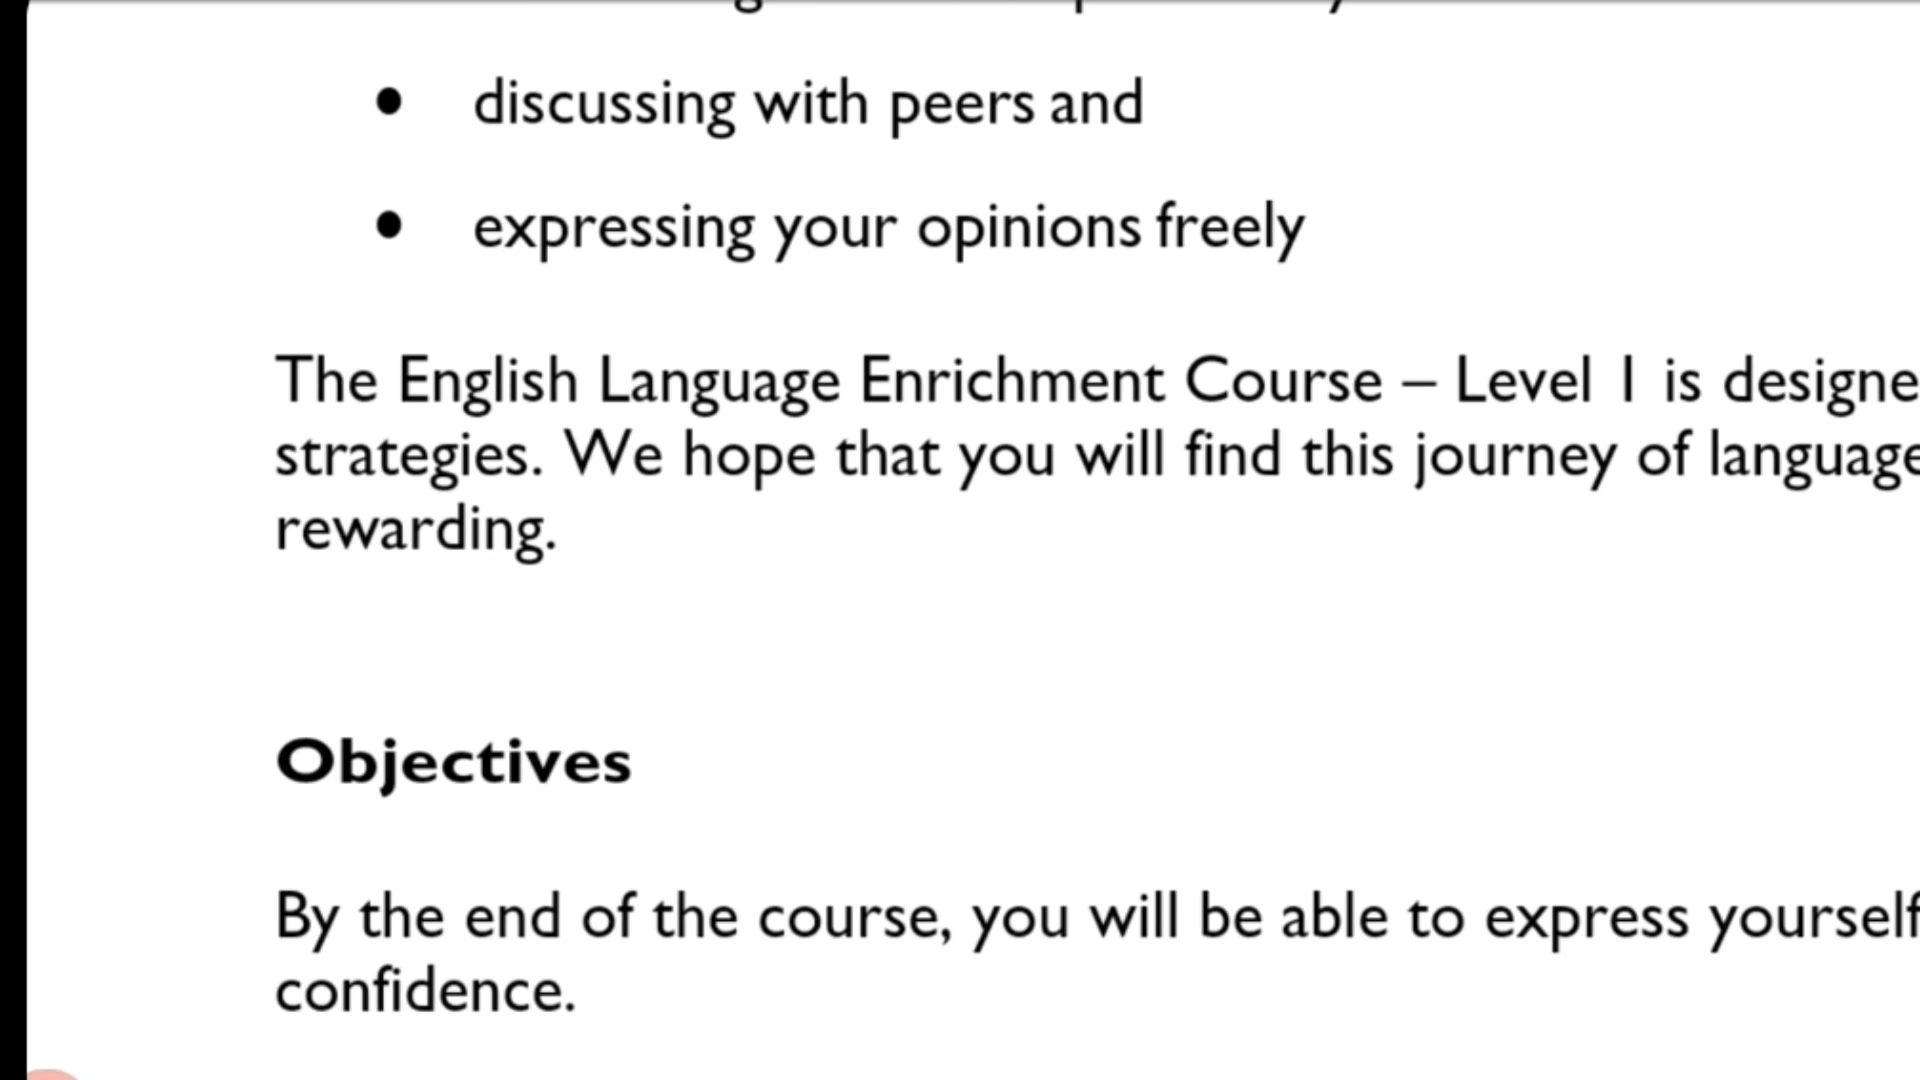 • discussing with peers and
• expressing your opinions freely
The English Language Enrichment Course – Level 1 is designe
strategies. We hope that you will find this journey of language
rewarding.
Objectives
By the end of the course, you will be able to express yourself
confidence.